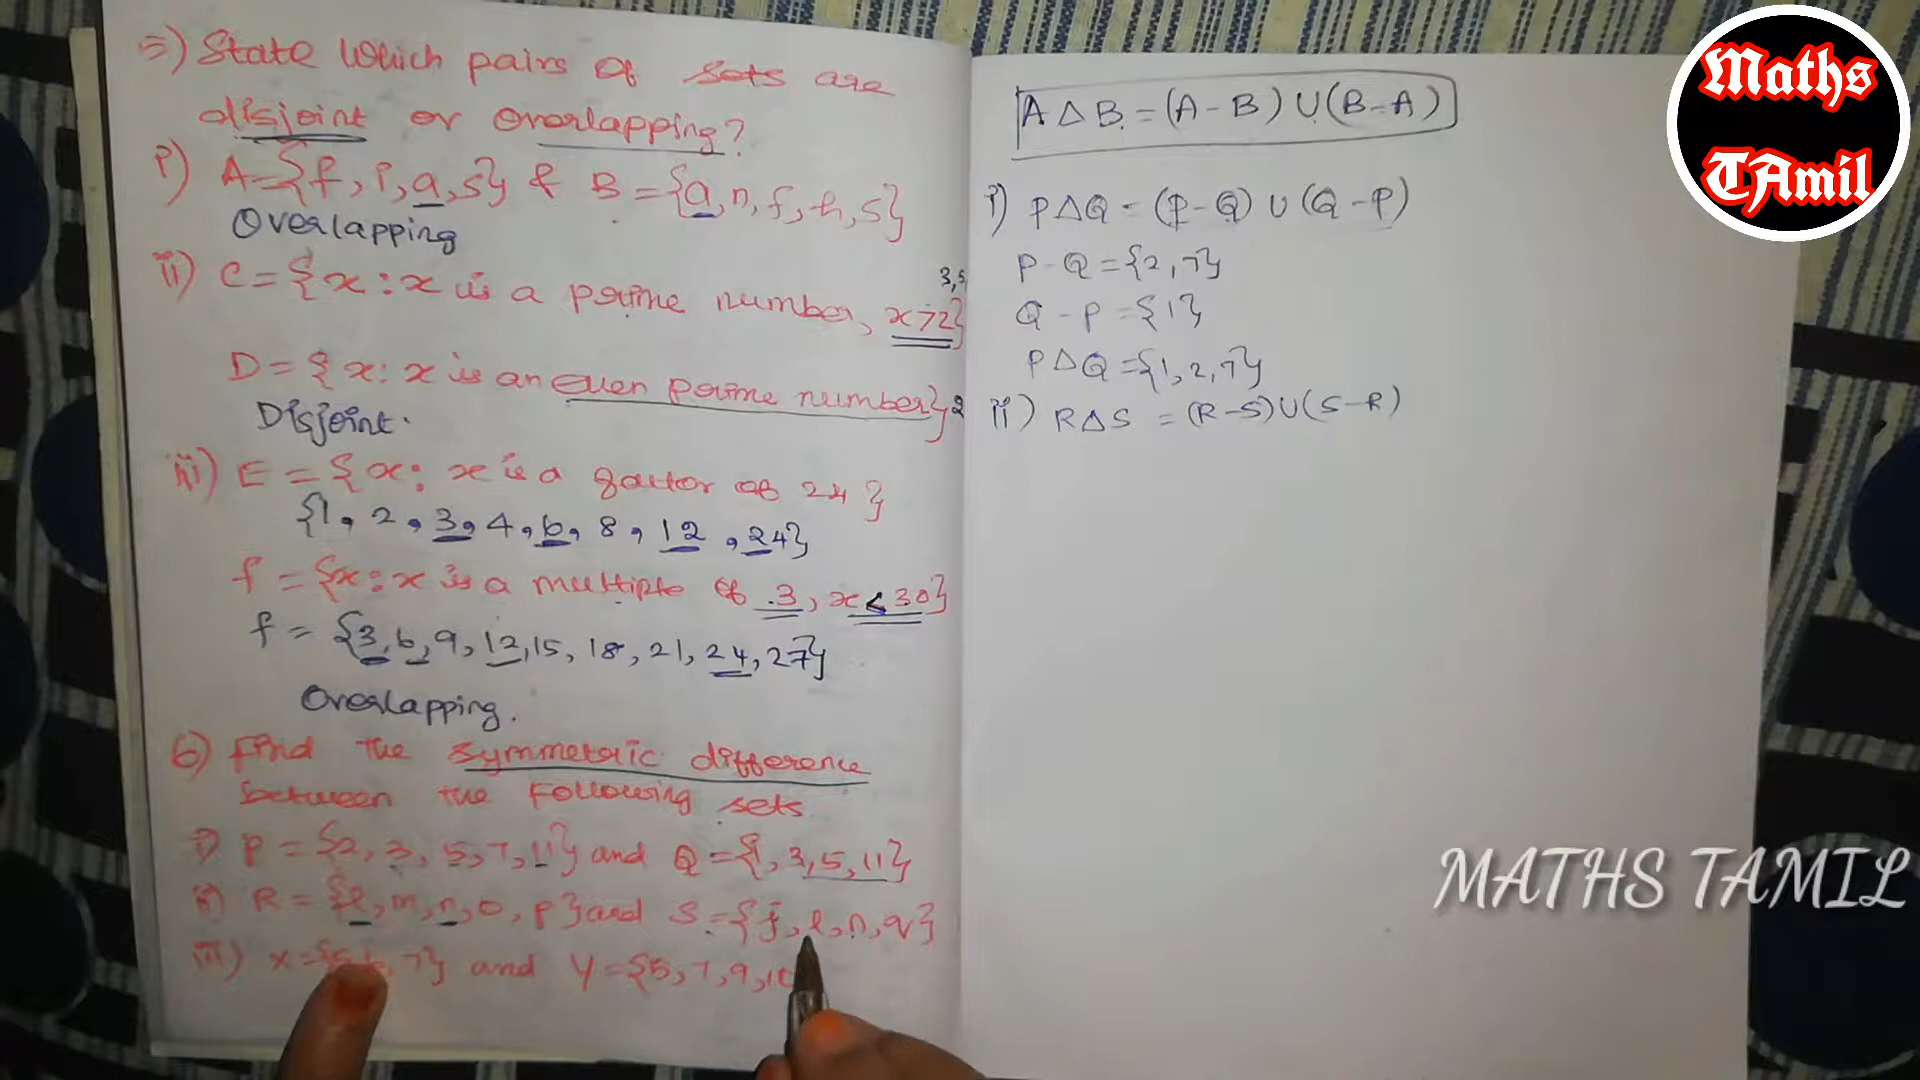 5) State which pairs of sets are
disjoint or overlapping?
i) A={f, i, a, s} & B={a, n, f, h, s}
Overlapping
ii) C={x : x is a prime number, x>2}
3,5
D={x : x is an even prime number} 2
Disjoint.
iii) E={x : x is a factor of 24}
{1, 2, 3, 4, 6, 8, 12, 24}
f={x : x is a multiple of 3, x<30}
f={3, 6, 9, 12, 15, 18, 21, 24, 27}
Overlapping.
6) Find the symmetric difference
between the following sets
i) P={2, 3, 5, 7, 11} and Q={1, 3, 5, 11}
ii) R={l, m, n, o, p} and S={j, l, n, q}
iii) X={5, 6, 7} and Y={5, 7, 9, 10
A Δ B = (A - B) ∪ (B - A)
i) P Δ Q = (P - Q) ∪ (Q - P)
P - Q = {2, 7}
Q - P = {1}
P Δ Q = {1, 2, 7}
ii) R Δ S = (R - S) ∪ (S - R)
Maths
TAmil
MATHS TAMIL